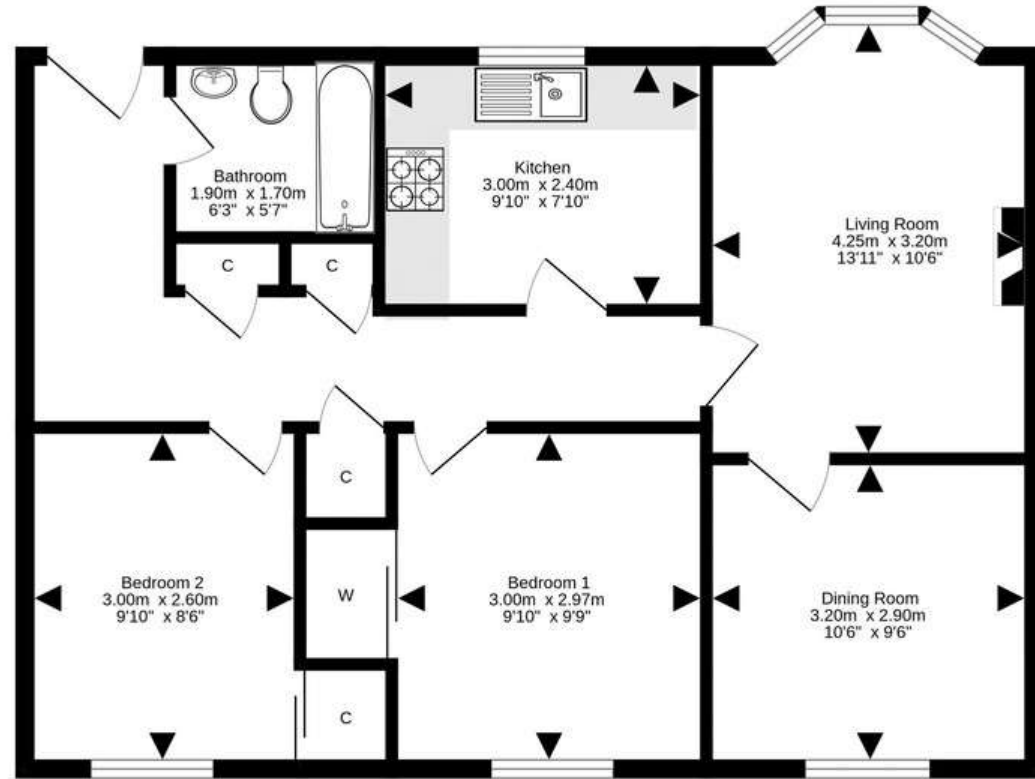 Bathroom
1.90m x 1.70m
6'3" x 5'7"
Kitchen
3.00m x 2.40m
9'10" x 7'10"
Living Room
4.25m x 3.20m
13'11" x 10'6"
C
C
C
Bedroom 2
3.00m x 2.60m
9'10" x 8'6"
W
Bedroom 1
3.00m x 2.97m
9'10" x 9'9"
Dining Room
3.20m x 2.90m
10'6" x 9'6"
C